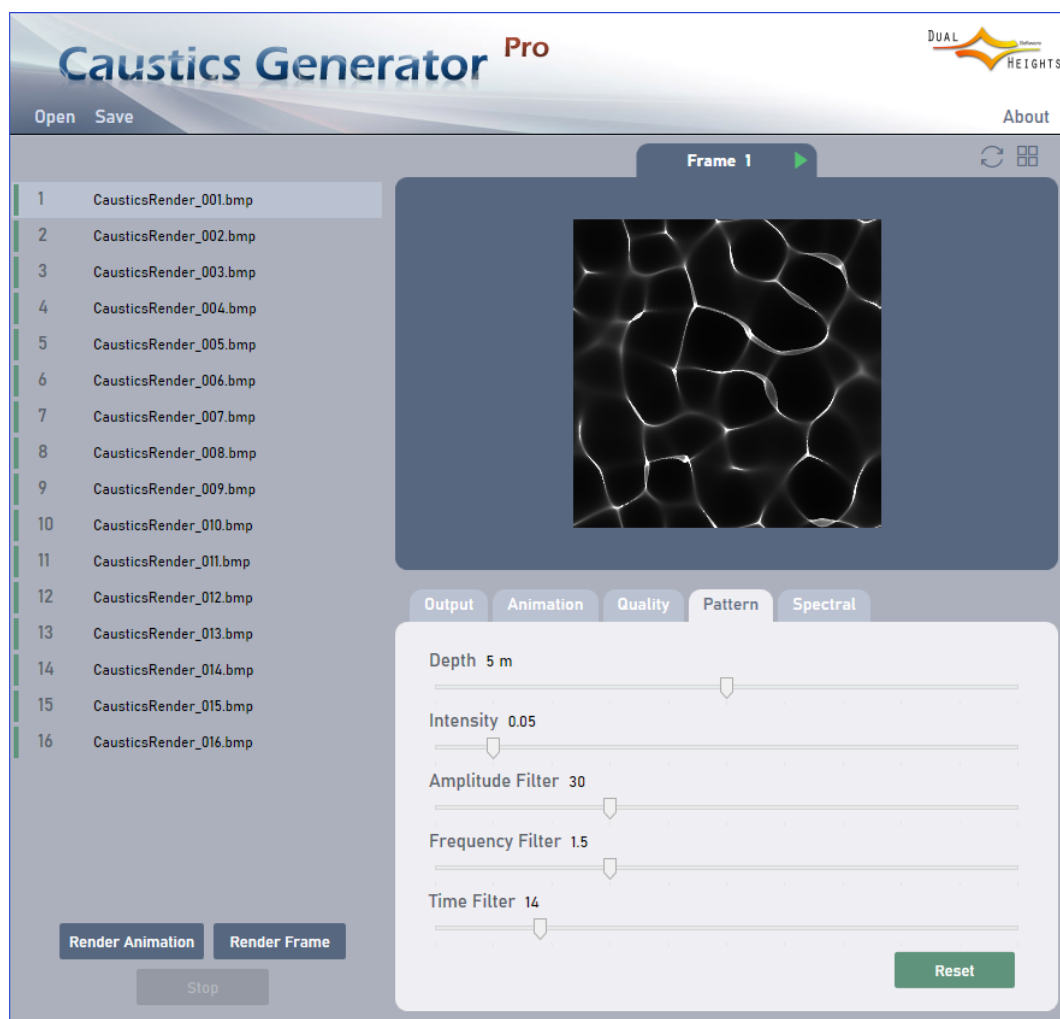 Caustics Generator Pro
DUAL Software HEIGHTS
Open Save About
Frame 1
1 CausticsRender_001.bmp
2 CausticsRender_002.bmp
3 CausticsRender_003.bmp
4 CausticsRender_004.bmp
5 CausticsRender_005.bmp
6 CausticsRender_006.bmp
7 CausticsRender_007.bmp
8 CausticsRender_008.bmp
9 CausticsRender_009.bmp
10 CausticsRender_010.bmp
11 CausticsRender_011.bmp
12 CausticsRender_012.bmp
13 CausticsRender_013.bmp
14 CausticsRender_014.bmp
15 CausticsRender_015.bmp
16 CausticsRender_016.bmp
Render Animation Render Frame
Stop
Output Animation Quality Pattern Spectral
Depth 5 m
Intensity 0.05
Amplitude Filter 30
Frequency Filter 1.5
Time Filter 14
Reset